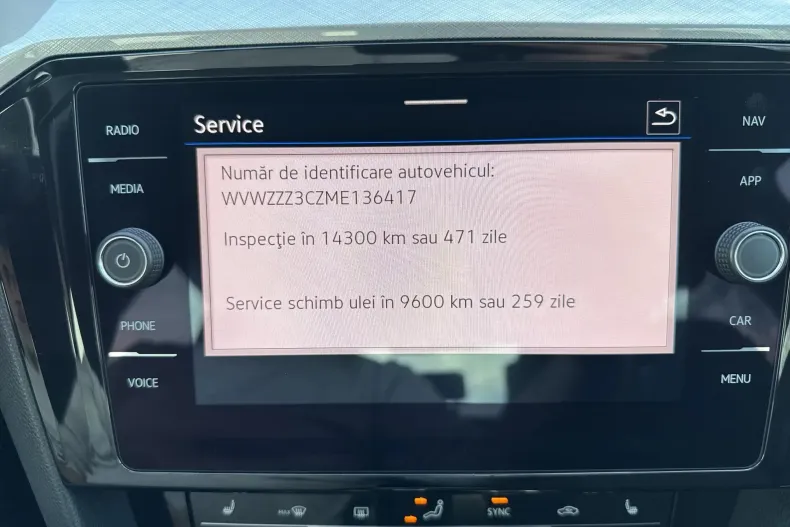 RADIO
Service
NAV
MEDIA
APP
Număr de identificare autovehicul:
WVWZZZ3CZME136417
Inspecţie în 14300 km sau 471 zile
Service schimb ulei în 9600 km sau 259 zile
PHONE
CAR
VOICE
MENU
MAX
SYNC